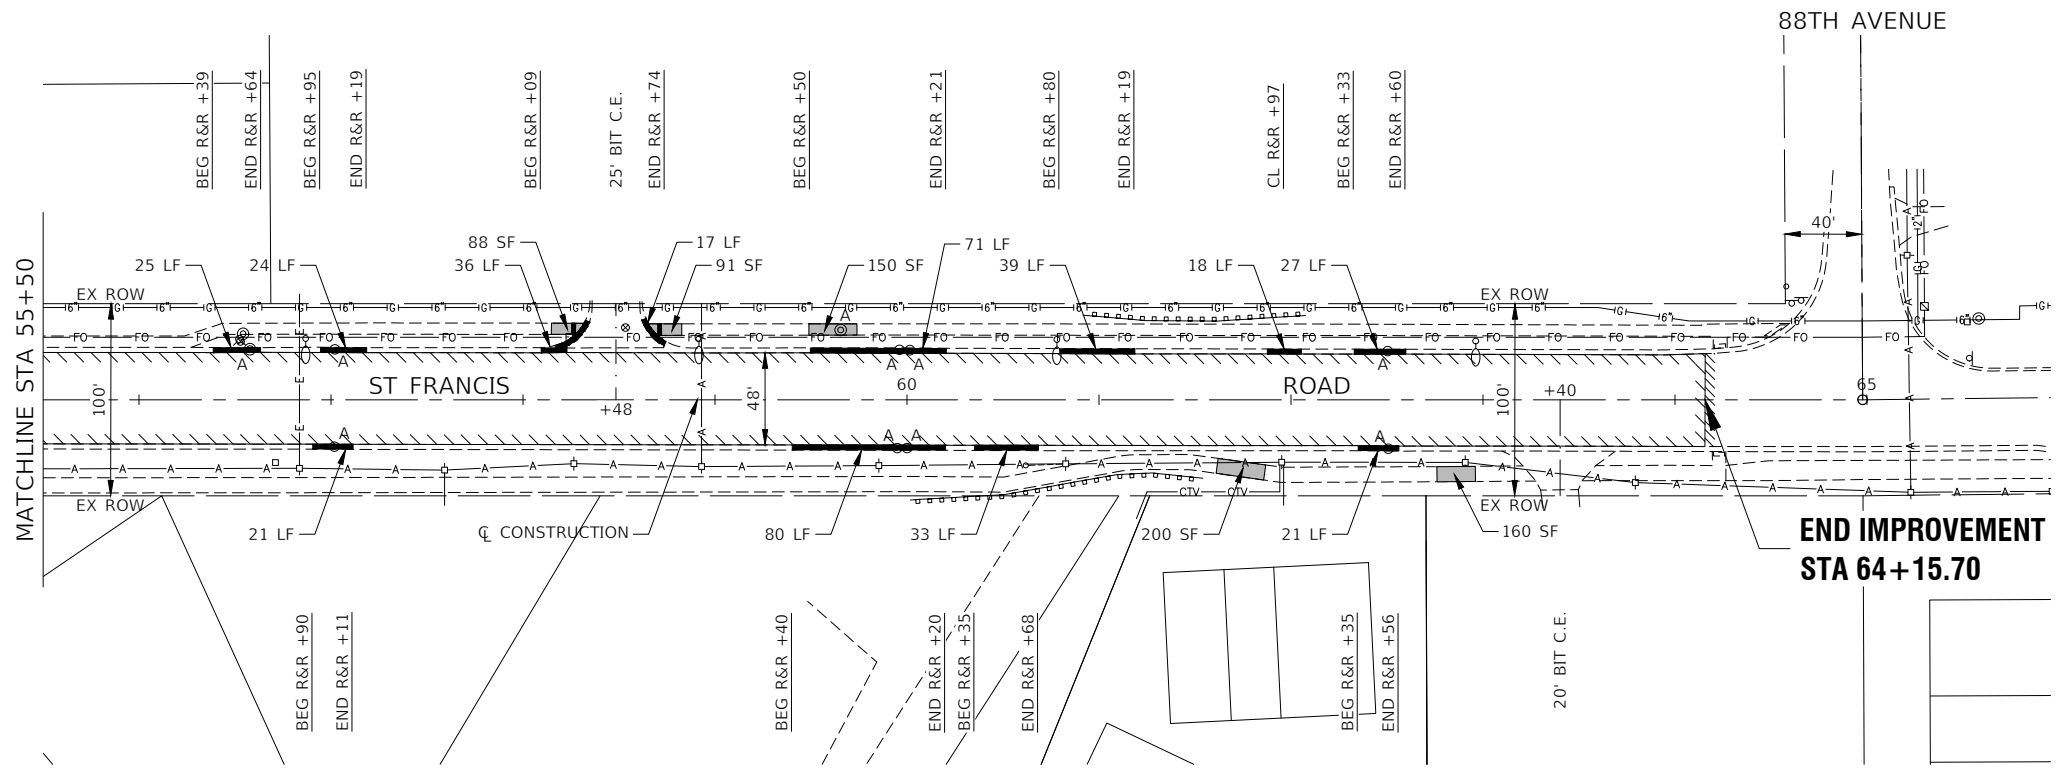 88TH AVENUE
BEG R&R +39
END R&R +64
BEG R&R +95
END R&R +19
BEG R&R +09
25' BIT C.E.
END R&R +74
BEG R&R +50
END R&R +21
BEG R&R +80
END R&R +19
CL R&R +97
BEG R&R +33
END R&R +60
40'
88 SF
17 LF
71 LF
25 LF
24 LF
36 LF
91 SF
150 SF
39 LF
18 LF
27 LF
EX ROW
EX ROW
MATCHLINE STA 55+50
100'
ST FRANCIS
+48
48'
60
ROAD
100'
+40
65
EX ROW
EX ROW
CTV
CTV
21 LF
℄ CONSTRUCTION
80 LF
33 LF
200 SF
21 LF
160 SF
END IMPROVEMENT
STA 64+15.70
BEG R&R +90
END R&R +11
BEG R&R +40
END R&R +20
BEG R&R +35
END R&R +68
BEG R&R +35
END R&R +56
20' BIT C.E.